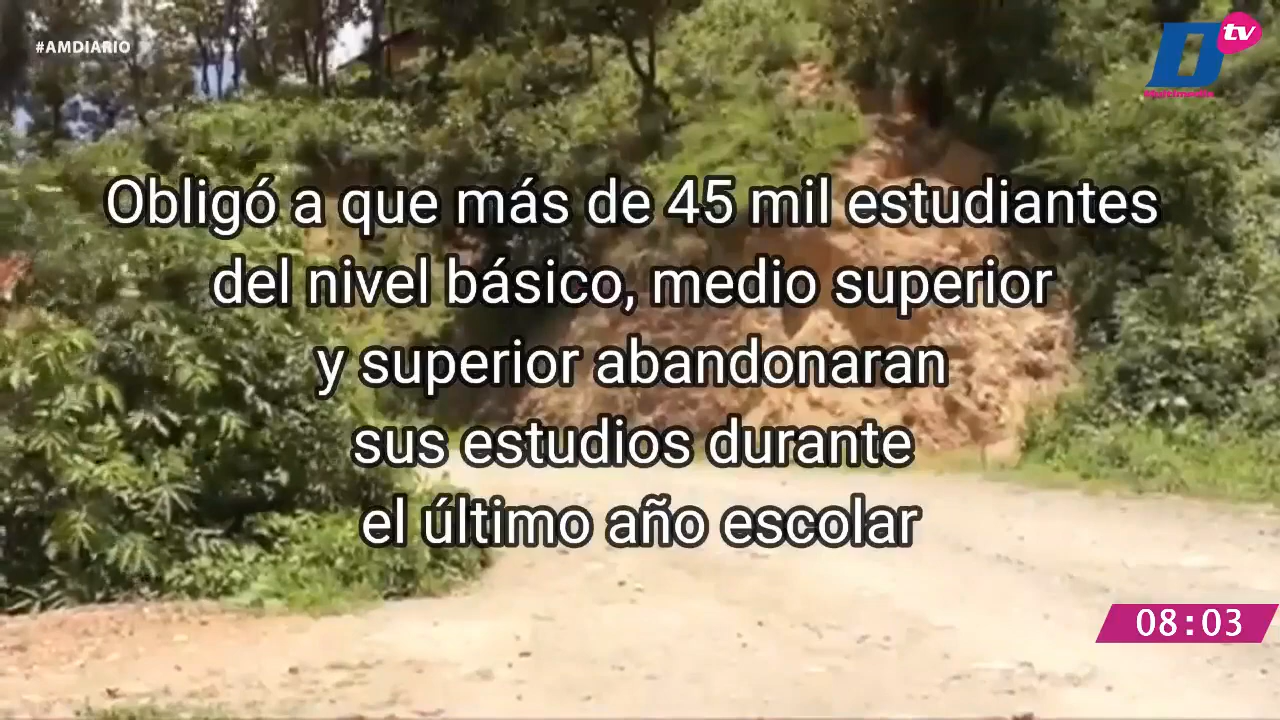 #AMDIARIO
tv
Multimedia
Obligó a que más de 45 mil estudiantes
del nivel básico, medio superior
y superior abandonaran
sus estudios durante
el último año escolar
08:03